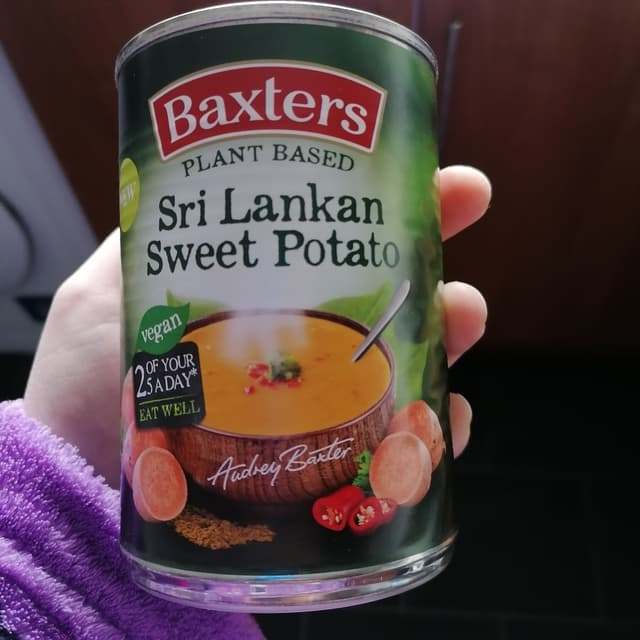 Baxters
PLANT BASED
Sri Lankan
Sweet Potato
vegan
2 OF YOUR
5 A DAY*
EAT WELL
Audrey Baxter